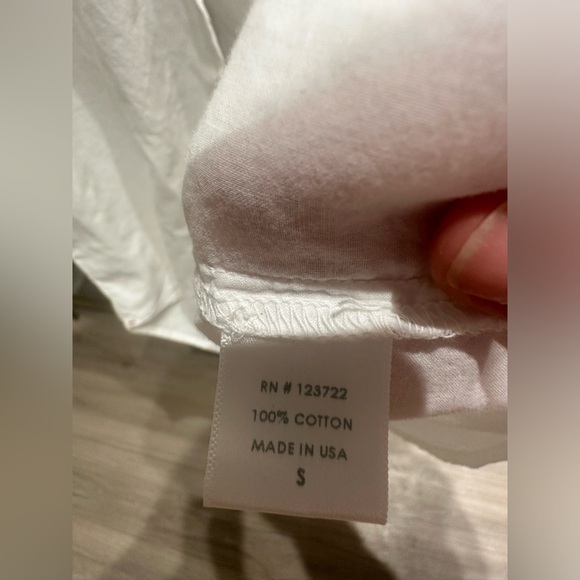 RN # 123722
100% COTTON
MADE IN USA
S